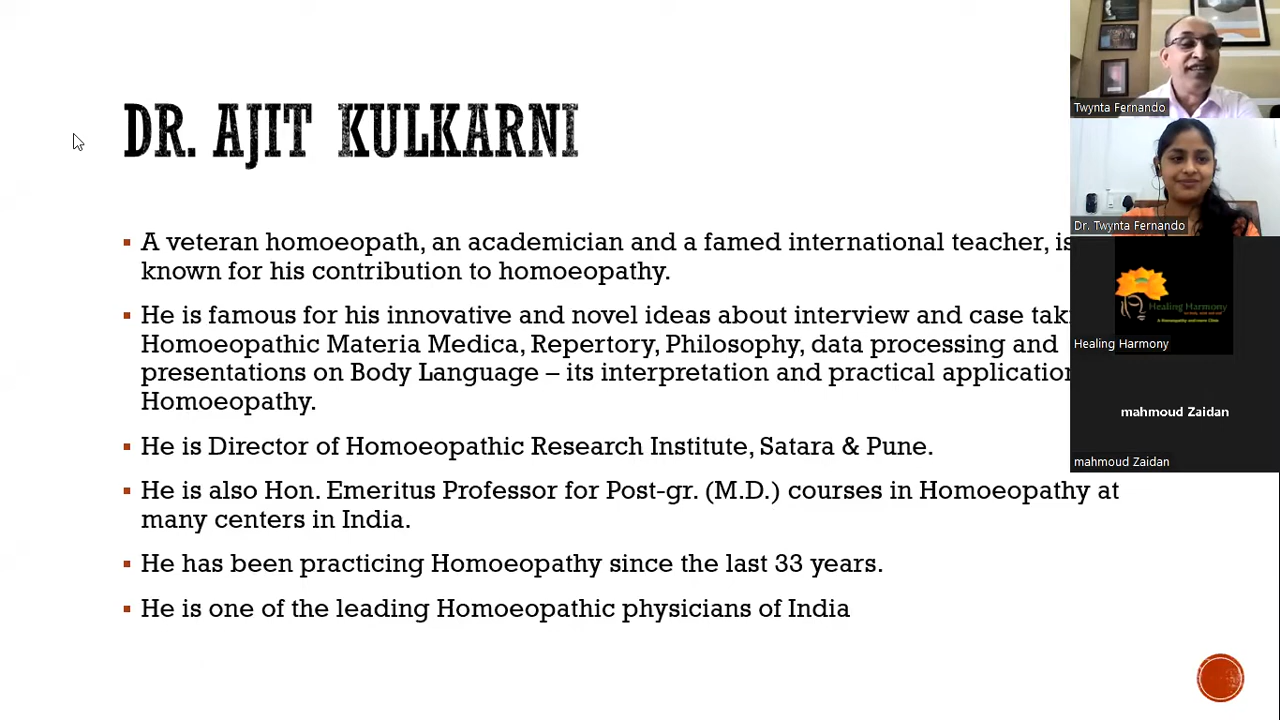 DR. AJIT KULKARNI
A veteran homoeopath, an academician and a famed international teacher, is
known for his contribution to homoeopathy.
He is famous for his innovative and novel ideas about interview and case
Homoeopathic Materia Medica, Repertory, Philosophy, data processing and
presentations on Body Language – its interpretation and practical
Homoeopathy.
He is Director of Homoeopathic Research Institute, Satara & Pune.
He is also Hon. Emeritus Professor for Post-gr. (M.D.) courses in Homoeopathy at
many centers in India.
He has been practicing Homoeopathy since the last 33 years.
He is one of the leading Homoeopathic physicians of India
Twynta Fernando
Dr. Twynta Fernando
Healing Harmony
Healing Harmony
mahmoud Zaidan
mahmoud Zaidan